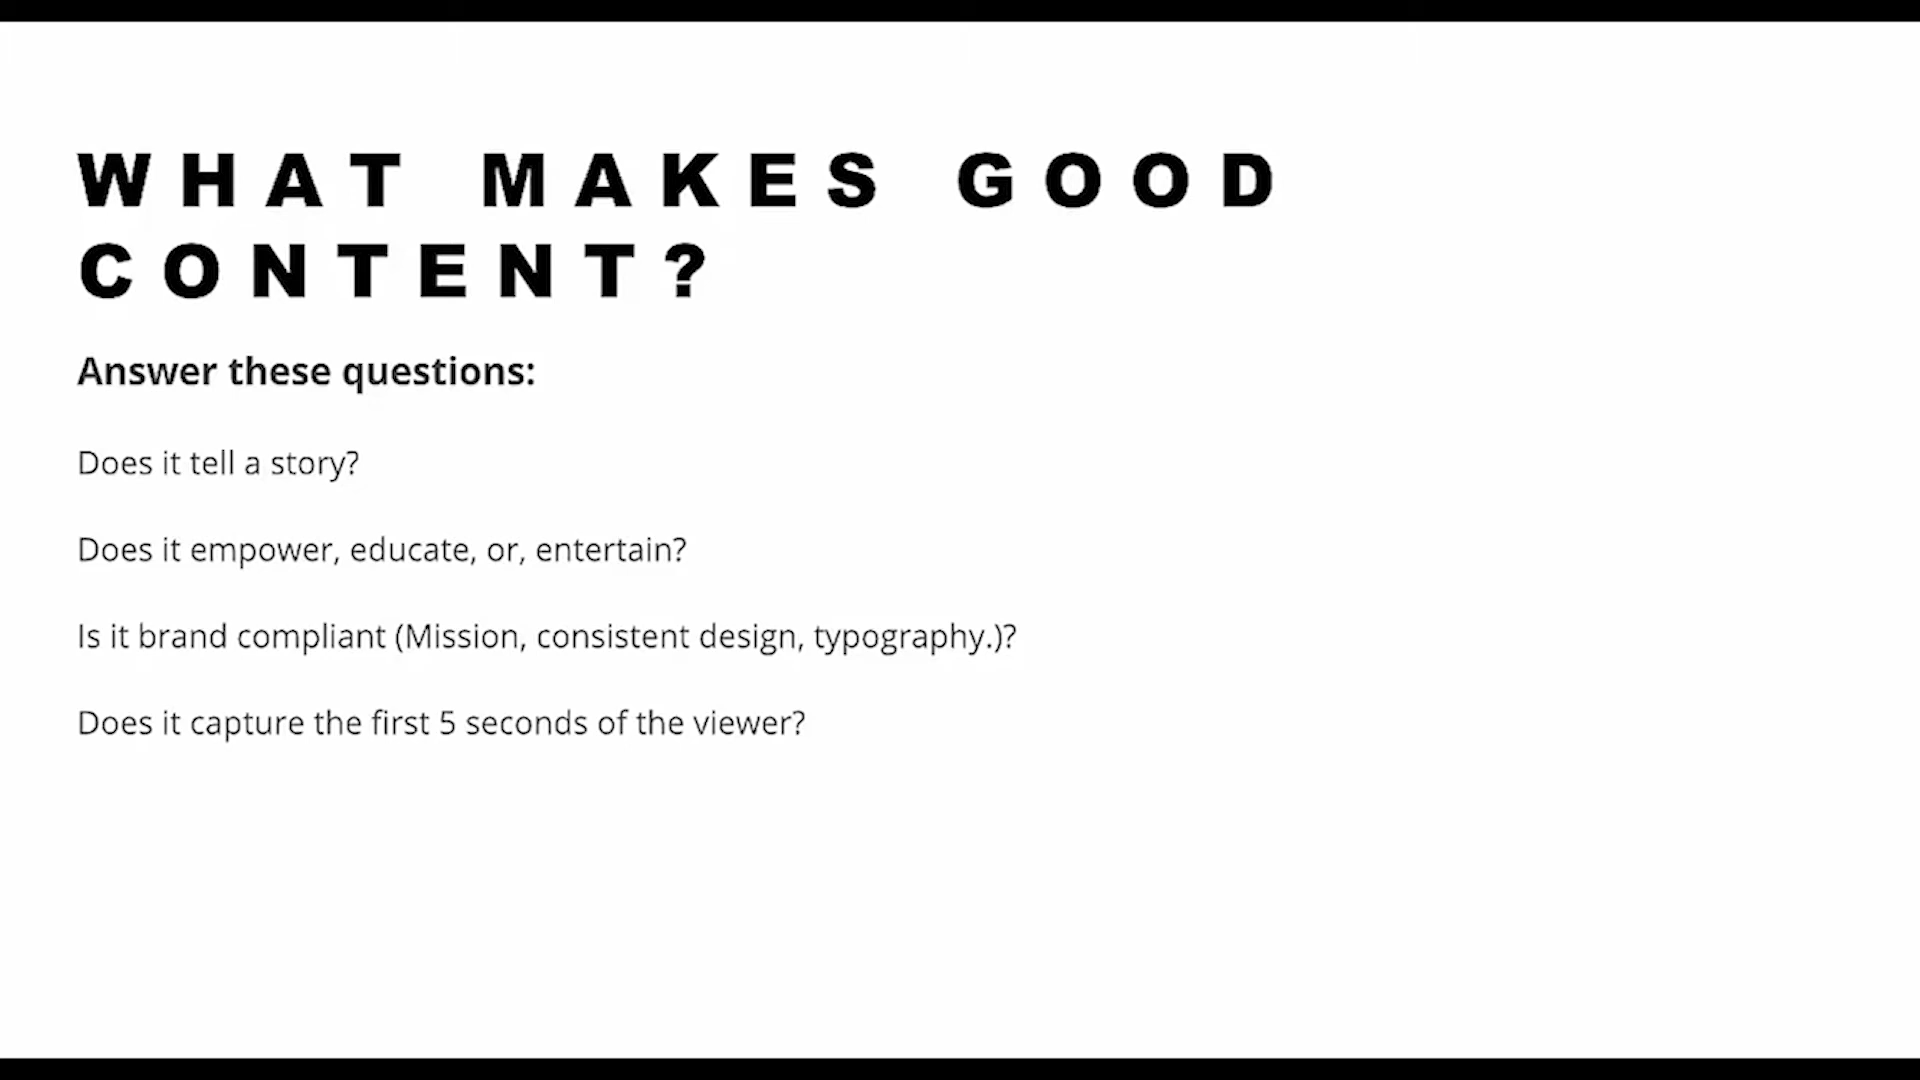 WHAT MAKES GOOD
CONTENT?
Answer these questions:
Does it tell a story?
Does it empower, educate, or, entertain?
Is it brand compliant (Mission, consistent design, typography.)?
Does it capture the first 5 seconds of the viewer?